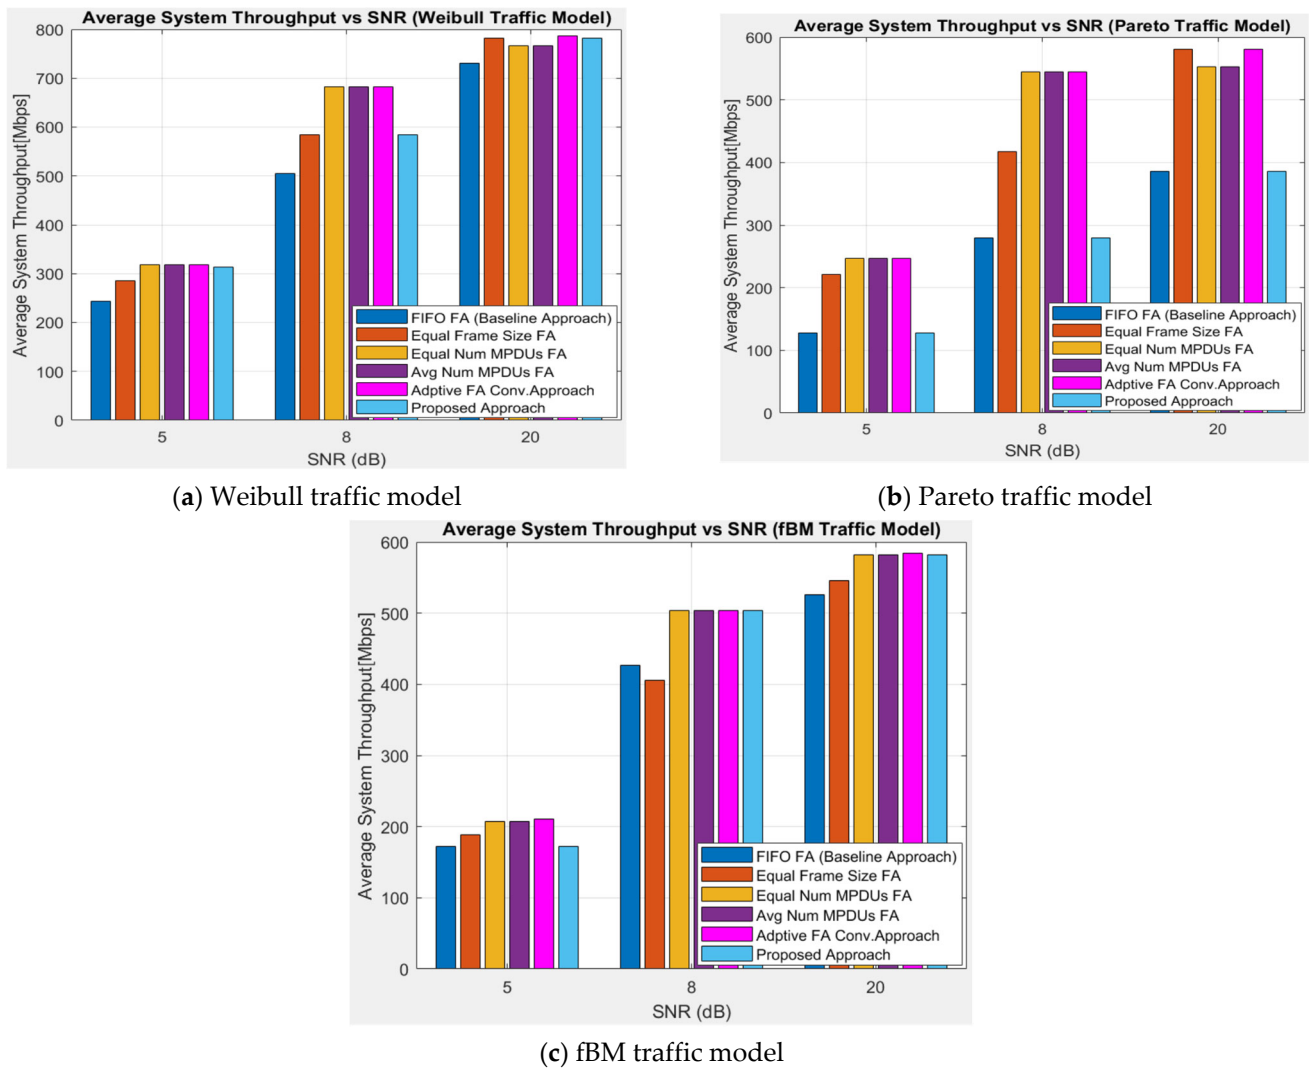 Average System Throughput vs SNR (Weibull Traffic Model)
Average System Throughput[Mbps]
800
700
600
500
400
300
200
100
0
5
8
20
SNR (dB)
FIFO FA (Baseline Approach)
Equal Frame Size FA
Equal Num MPDUs FA
Avg Num MPDUs FA
Adptive FA Conv.Approach
Proposed Approach
(a) Weibull traffic model
Average System Throughput vs SNR (Pareto Traffic Model)
Average System Throughput[Mbps]
600
500
400
300
200
100
0
5
8
20
SNR (dB)
FIFO FA (Baseline Approach)
Equal Frame Size FA
Equal Num MPDUs FA
Avg Num MPDUs FA
Adptive FA Conv.Approach
Proposed Approach
(b) Pareto traffic model
Average System Throughput vs SNR (fBM Traffic Model)
Average System Throughput[Mbps]
600
500
400
300
200
100
0
5
8
20
SNR (dB)
FIFO FA (Baseline Approach)
Equal Frame Size FA
Equal Num MPDUs FA
Avg Num MPDUs FA
Adptive FA Conv.Approach
Proposed Approach
(c) fBM traffic model